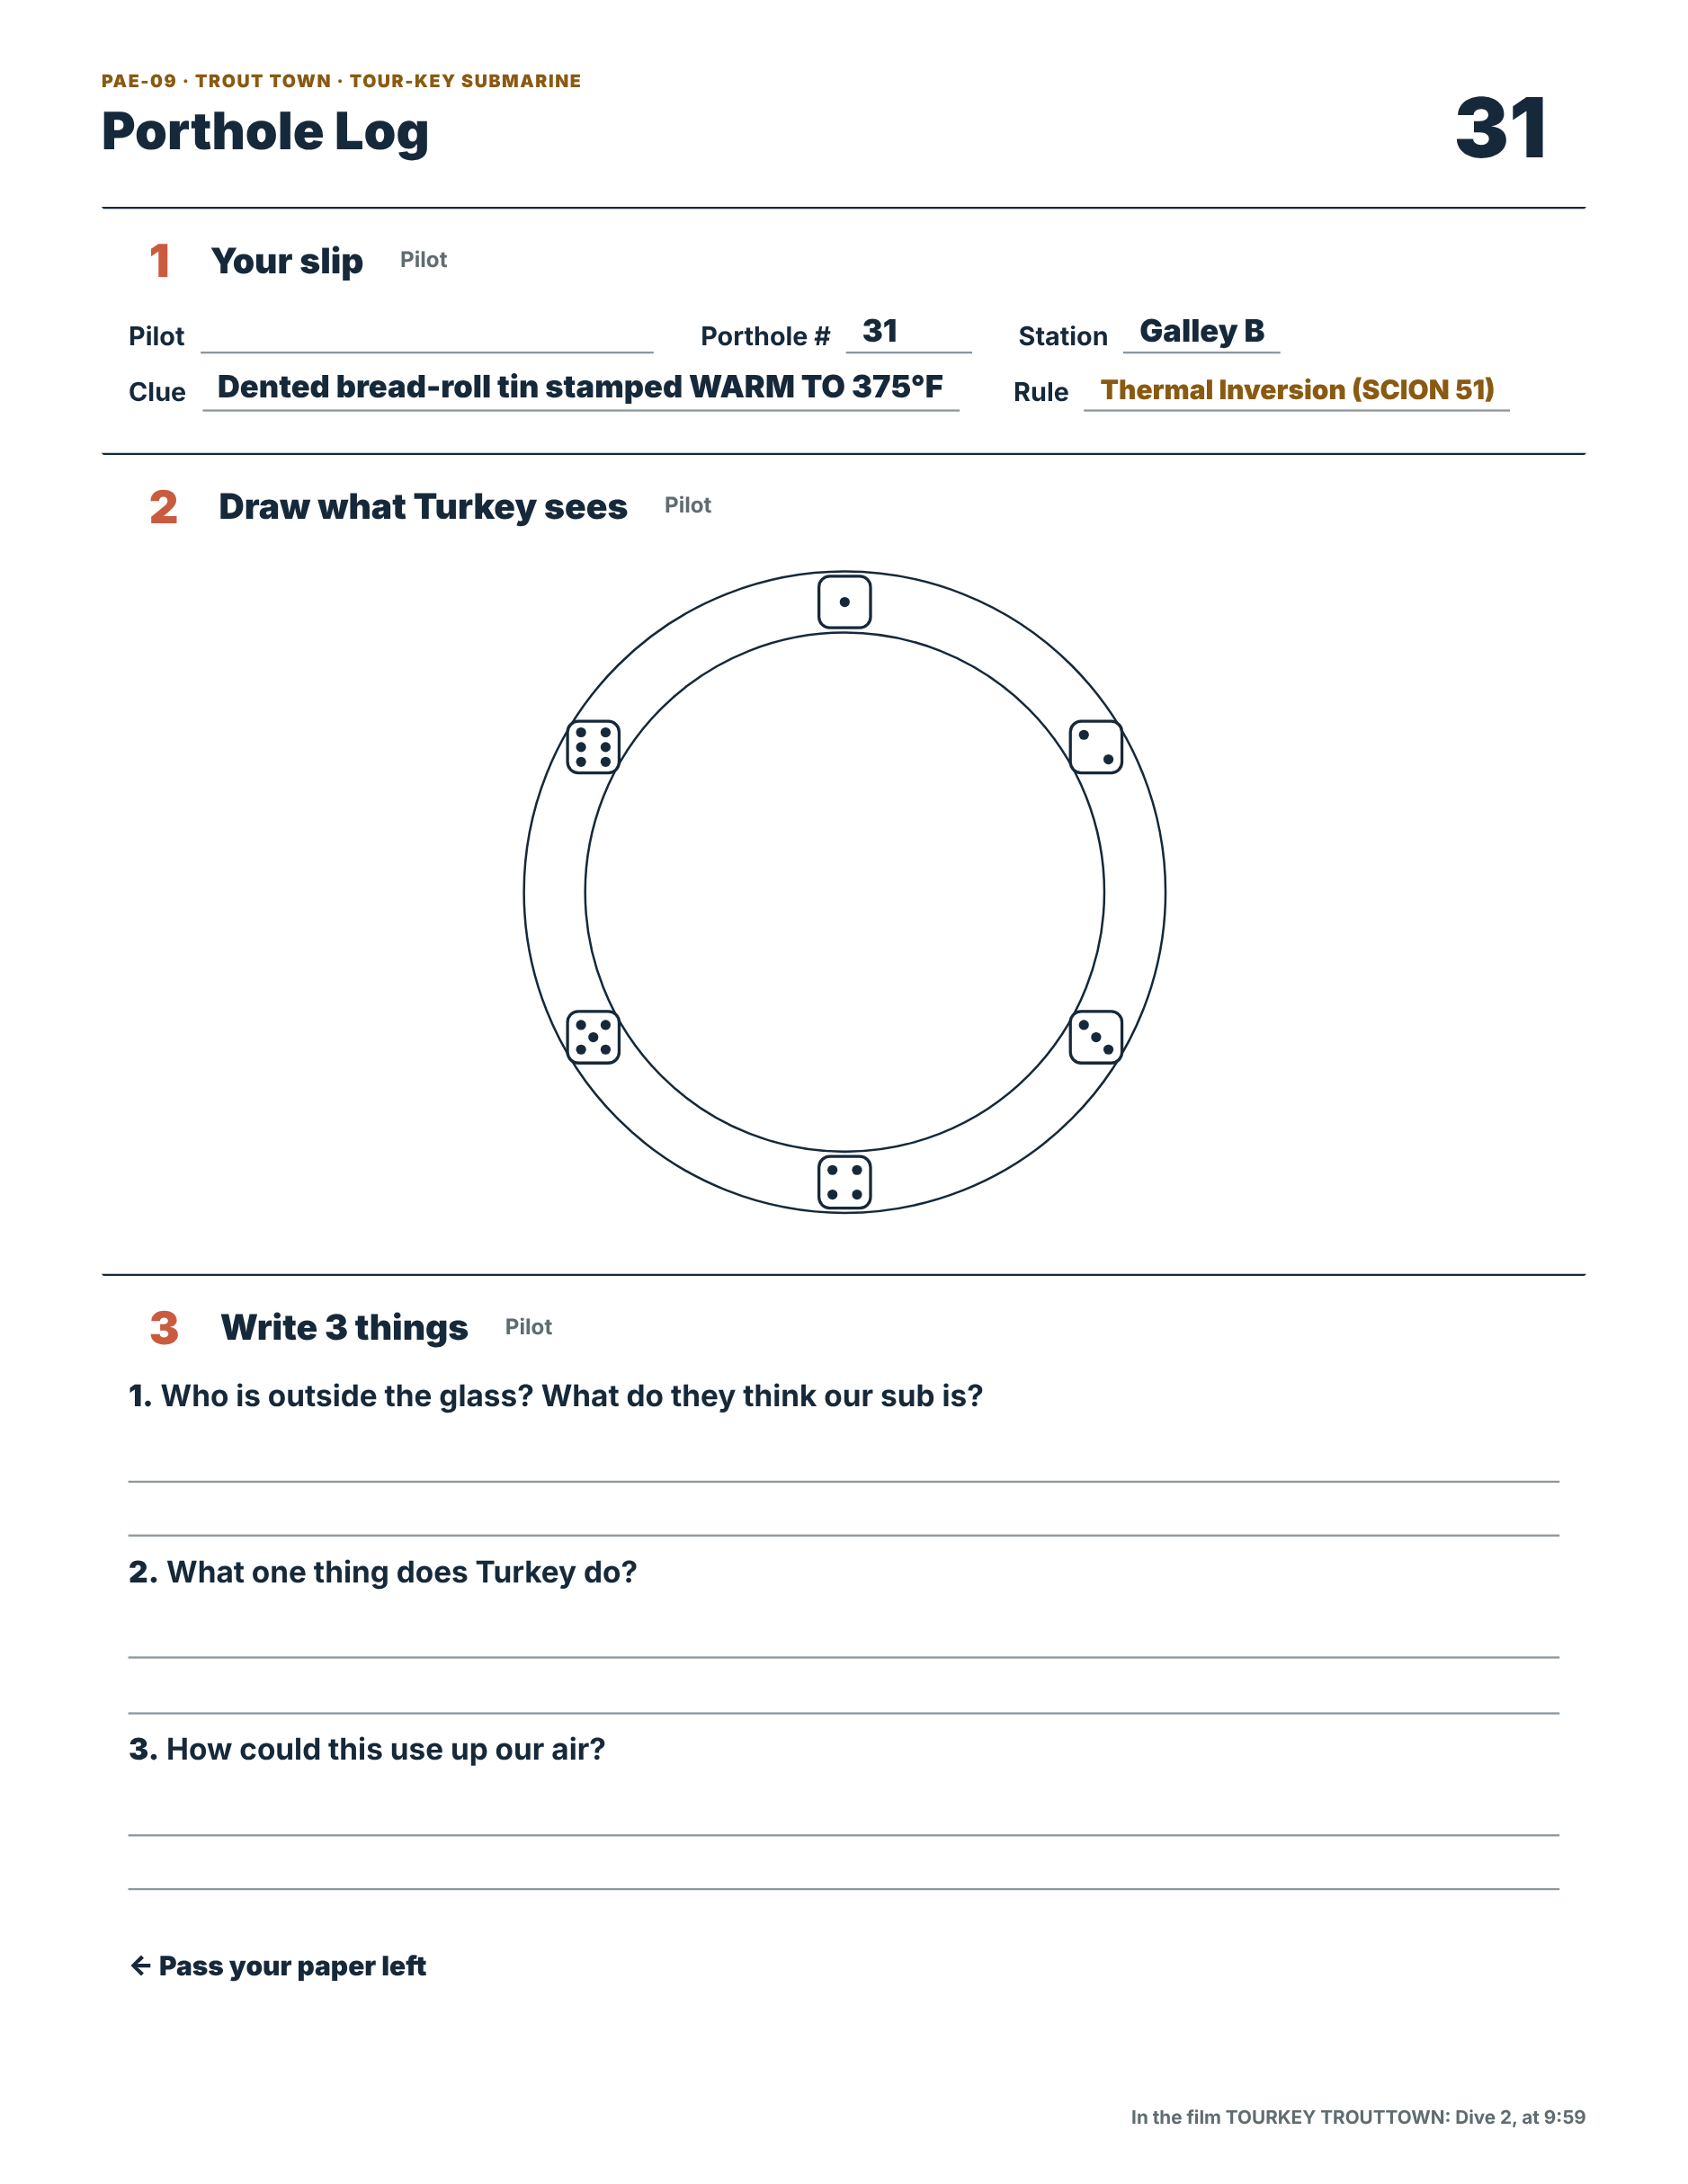 PAE-09 · TROUT TOWN · TOUR-KEY SUBMARINE
Porthole Log
31
1 Your slip Pilot
Pilot Porthole # 31 Station Galley B
Clue Dented bread-roll tin stamped WARM TO 375°F Rule Thermal Inversion (SCION 51)
2 Draw what Turkey sees Pilot
3 Write 3 things Pilot
1. Who is outside the glass? What do they think our sub is?
2. What one thing does Turkey do?
3. How could this use up our air?
← Pass your paper left
In the film TOURKEY TROUTTOWN: Dive 2, at 9:59